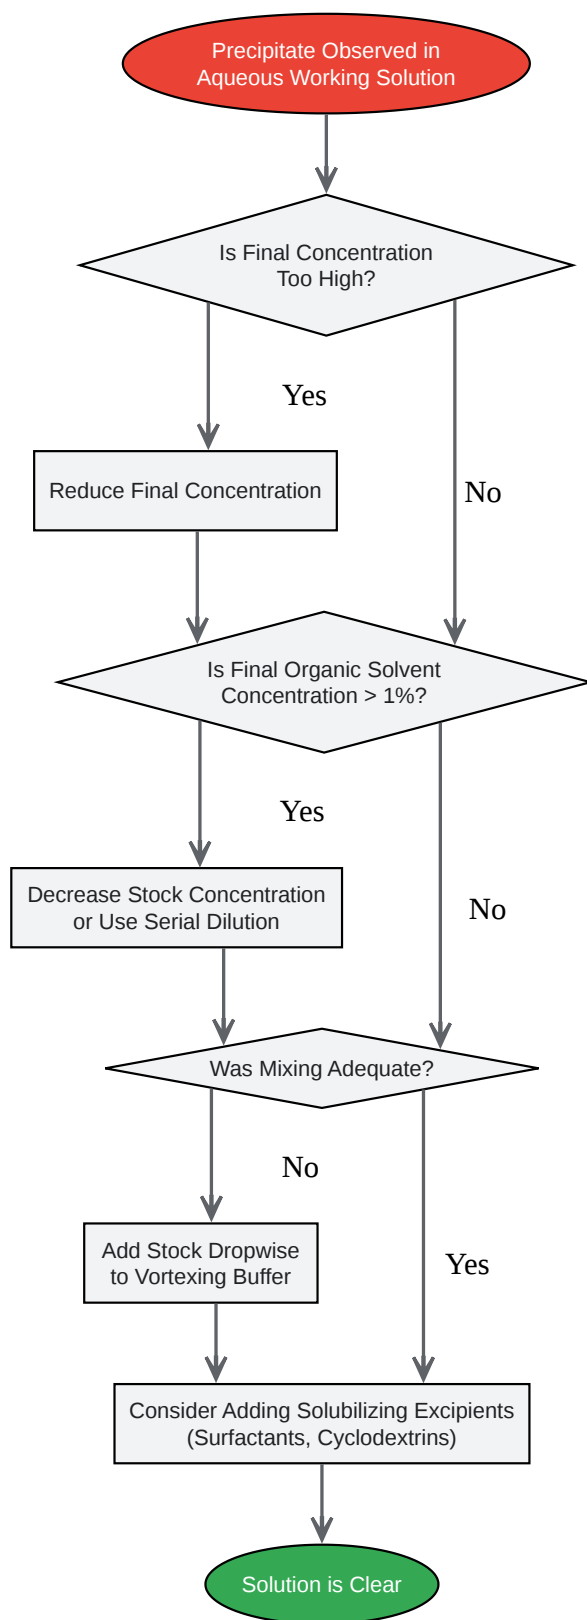 Precipitate Observed in
Aqueous Working Solution
Is Final Concentration
Too High?
Yes
Reduce Final Concentration
No
Is Final Organic Solvent
Concentration > 1%?
Yes
Decrease Stock Concentration
or Use Serial Dilution
No
Was Mixing Adequate?
No
Add Stock Dropwise
to Vortexing Buffer
Yes
Consider Adding Solubilizing Excipients
(Surfactants, Cyclodextrins)
Solution is Clear